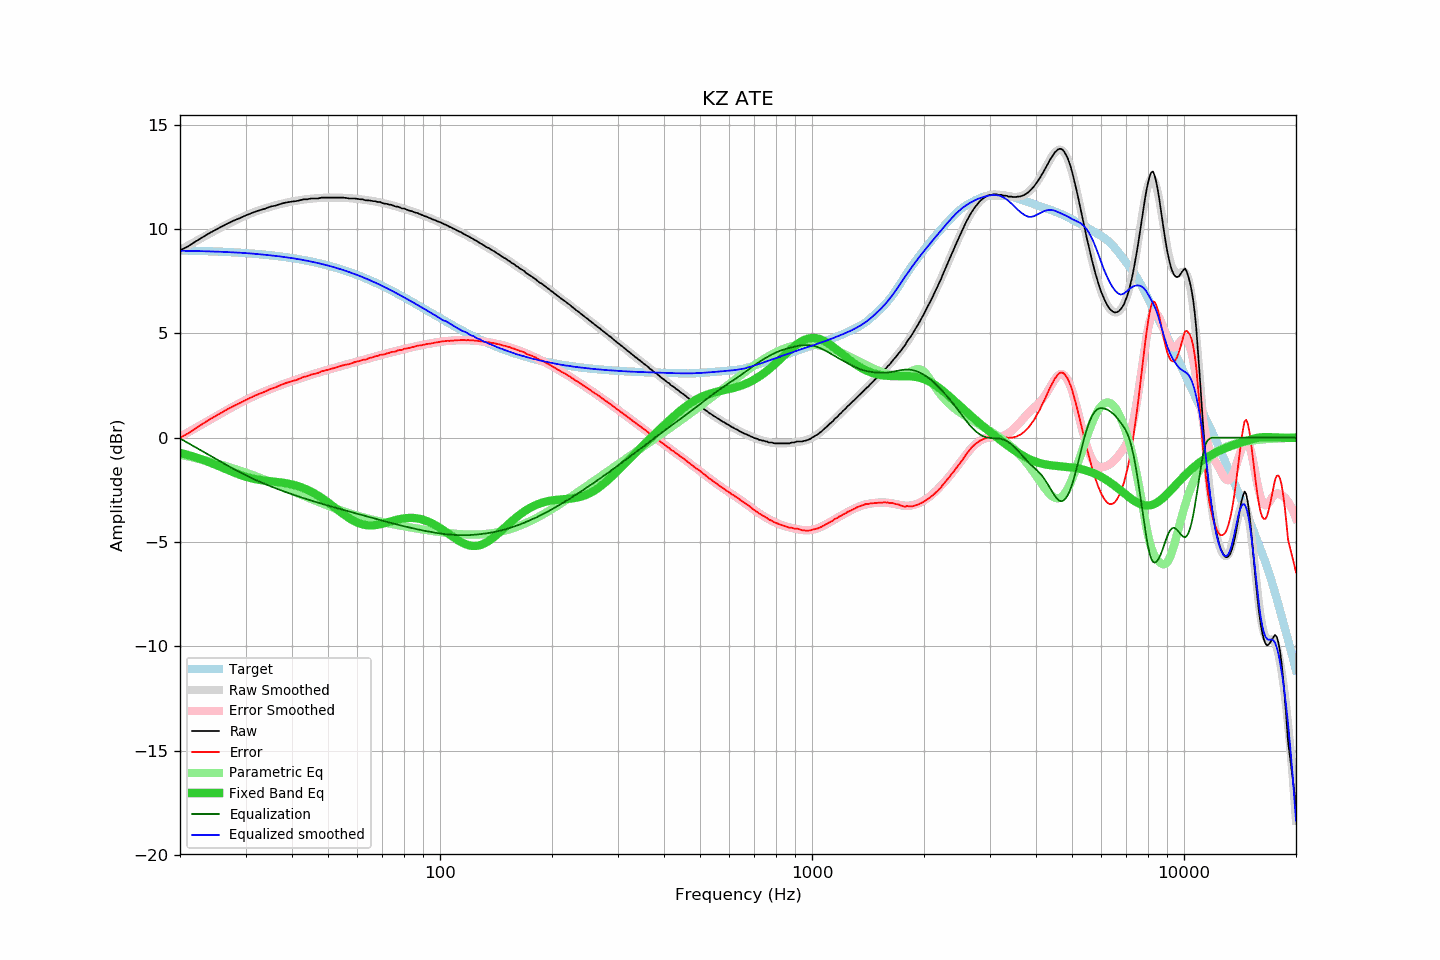 KZ ATE
15
10
5
0
−5
−10
−15
−20
Amplitude (dBr)
Target
Raw Smoothed
Error Smoothed
Raw
Error
Parametric Eq
Fixed Band Eq
Equalization
Equalized smoothed
100
1000
10000
Frequency (Hz)